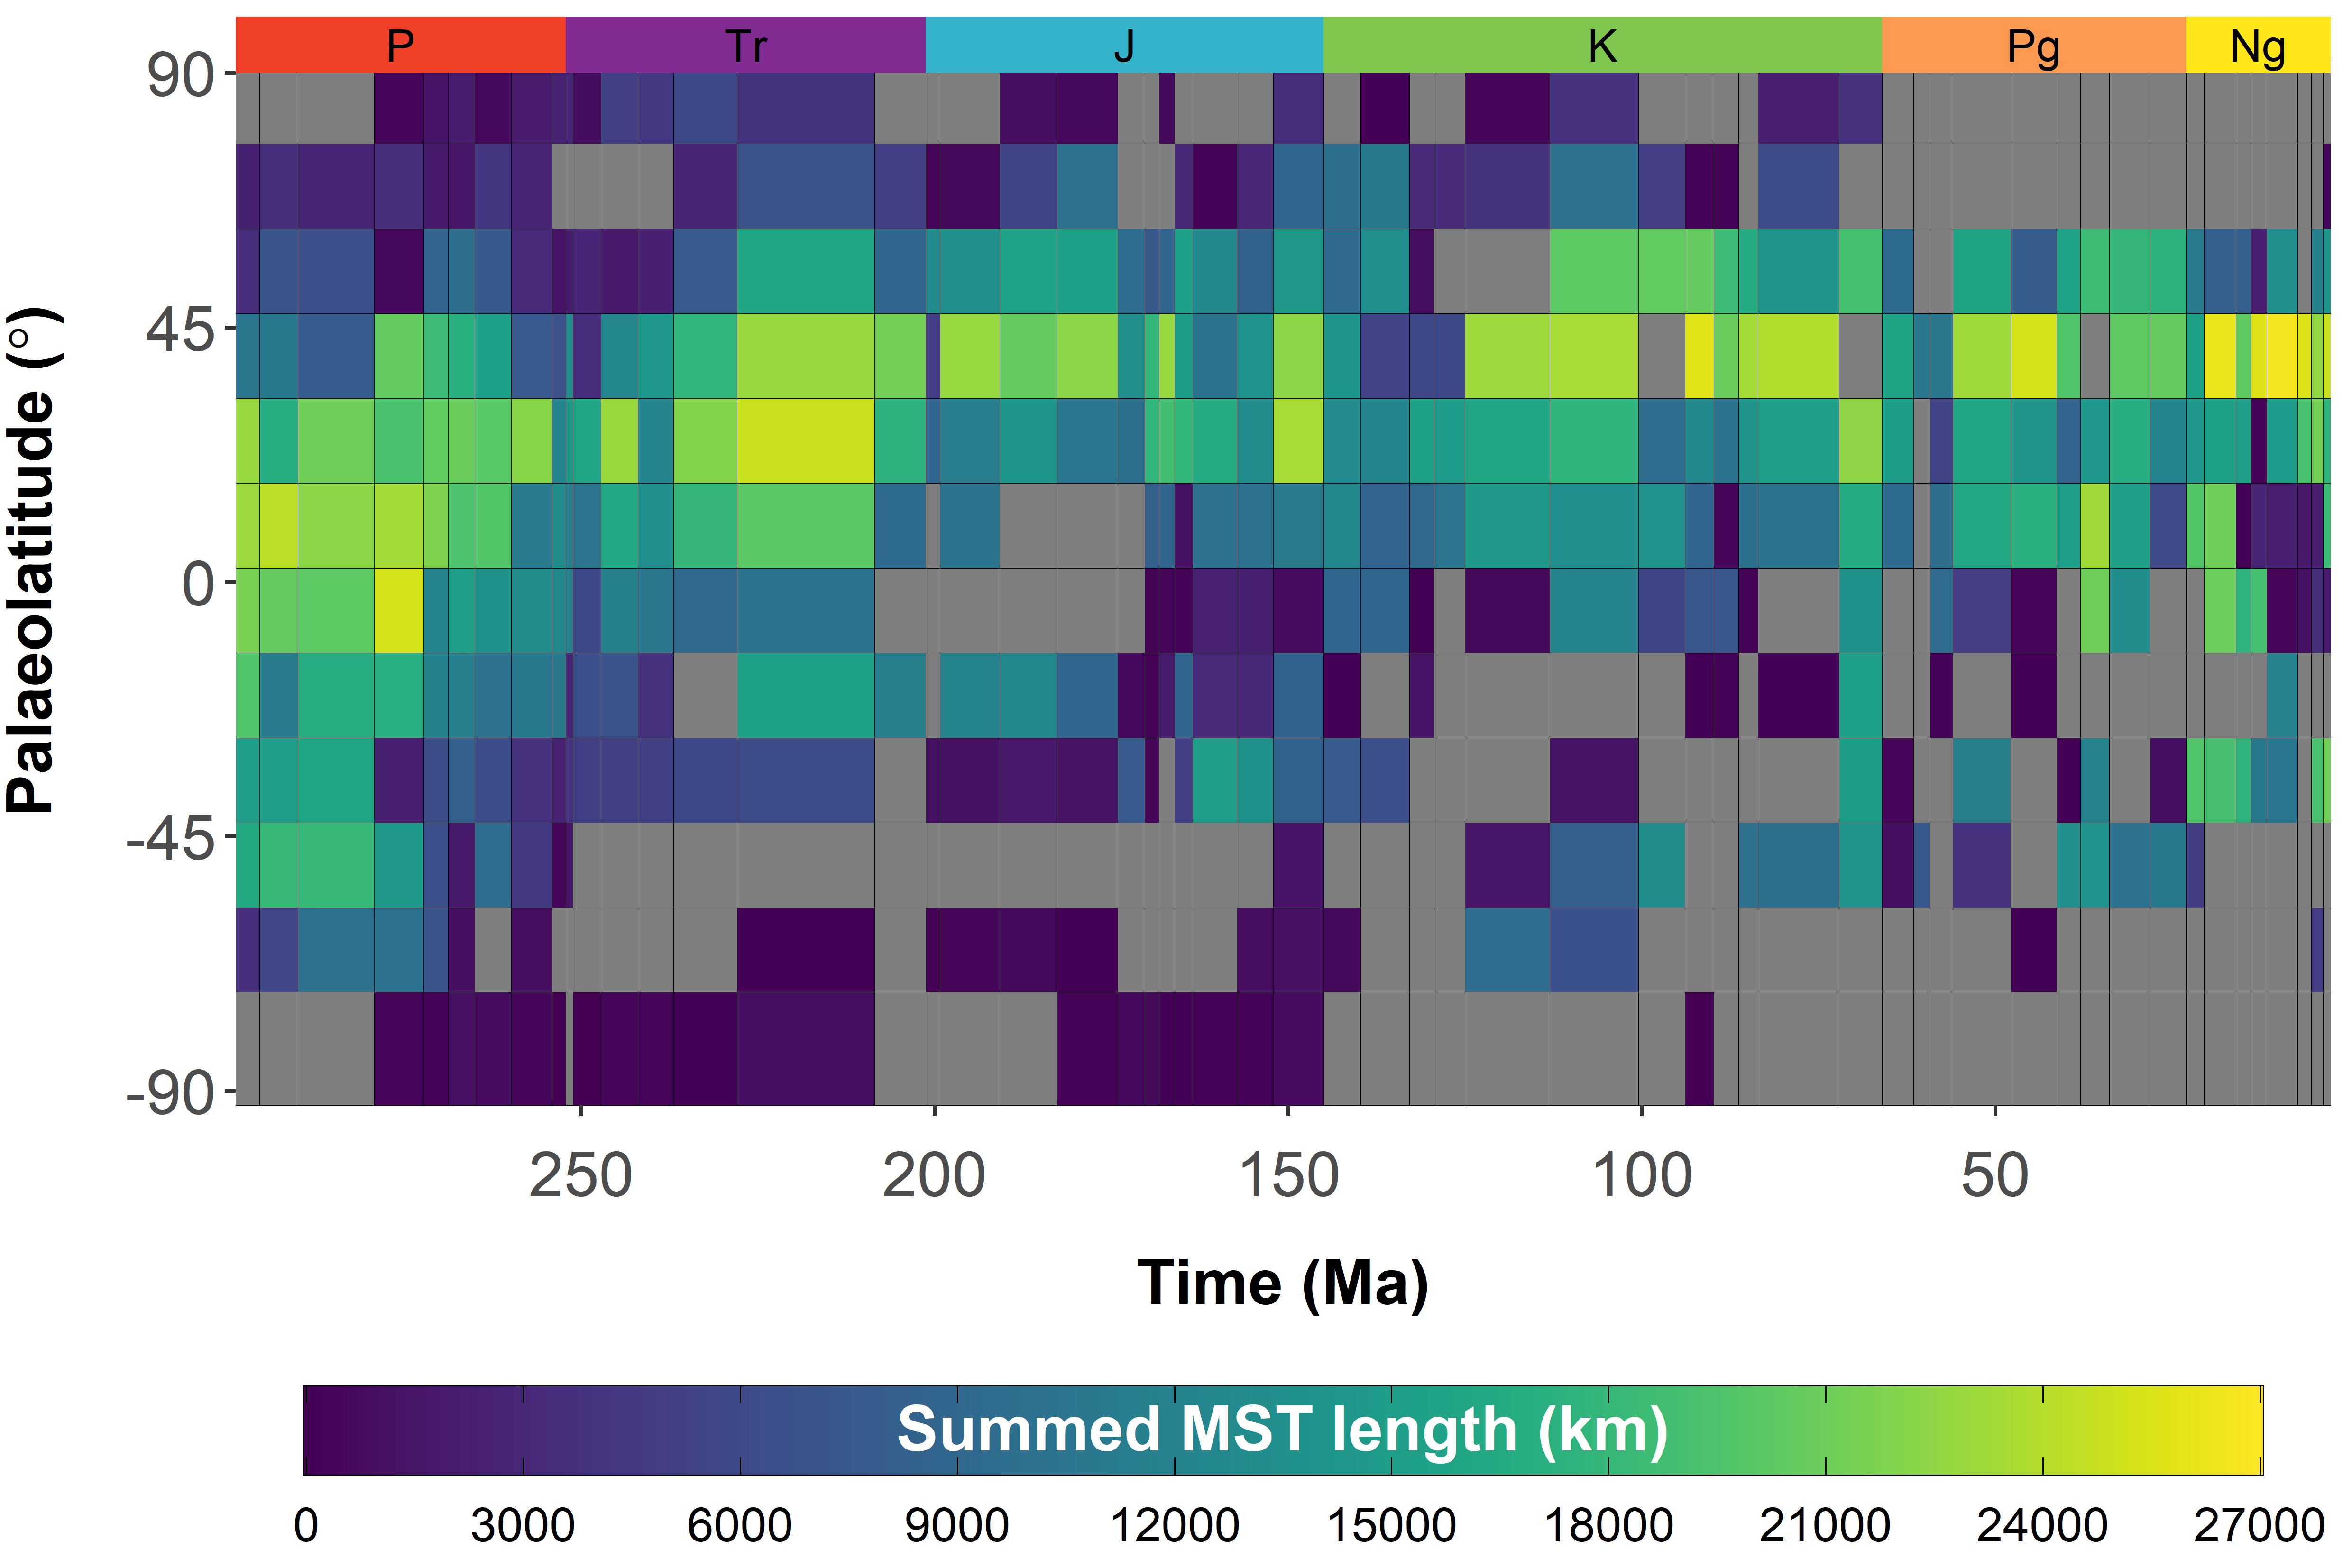 P Tr J K Pg Ng
90
45
0
-45
-90
Palaeolatitude (°)
250 200 150 100 50
Time (Ma)
Summed MST length (km)
0 3000 6000 9000 12000 15000 18000 21000 24000 27000